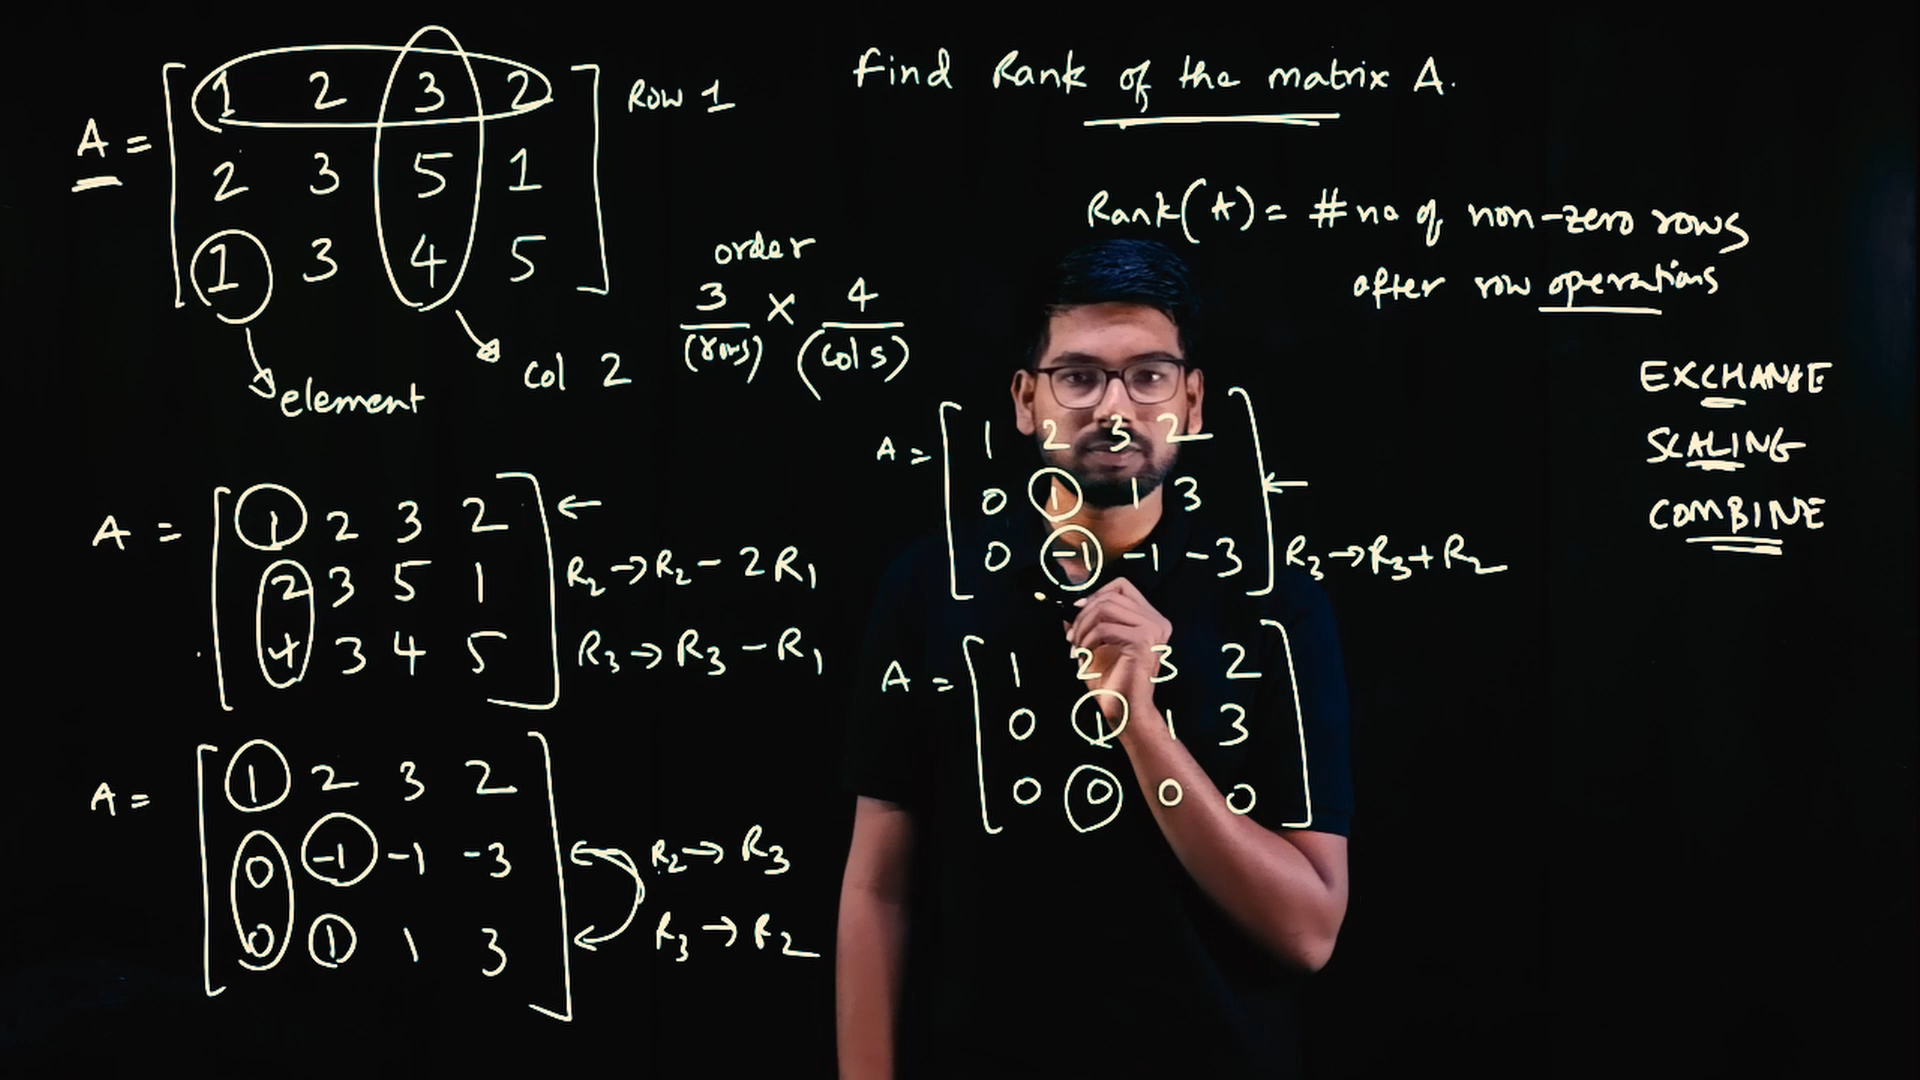 Find Rank of the matrix A.
A = [ 1 2 3 2 ] Row 1
2 3 5 1
1 3 4 5
element
col 2
order
3 × 4
(rows) (cols)
Rank(A) = # no of non-zero rows
after row operations
EXCHANGE
SCALING
COMBINE
A = [ 1 2 3 2 ] ←
2 3 5 1 R₂ → R₂ - 2R₁
1 3 4 5 R₃ → R₃ - R₁
A = [ 1 2 3 2 ]
0 -1 -1 -3 R₂ → R₃
0 1 1 3 R₃ → R₂
A = [ 1 2 3 2 ]
0 1 1 3 ←
0 -1 -1 -3 R₃ → R₃ + R₂
A = [ 1 2 3 2 ]
0 1 1 3
0 0 0 0